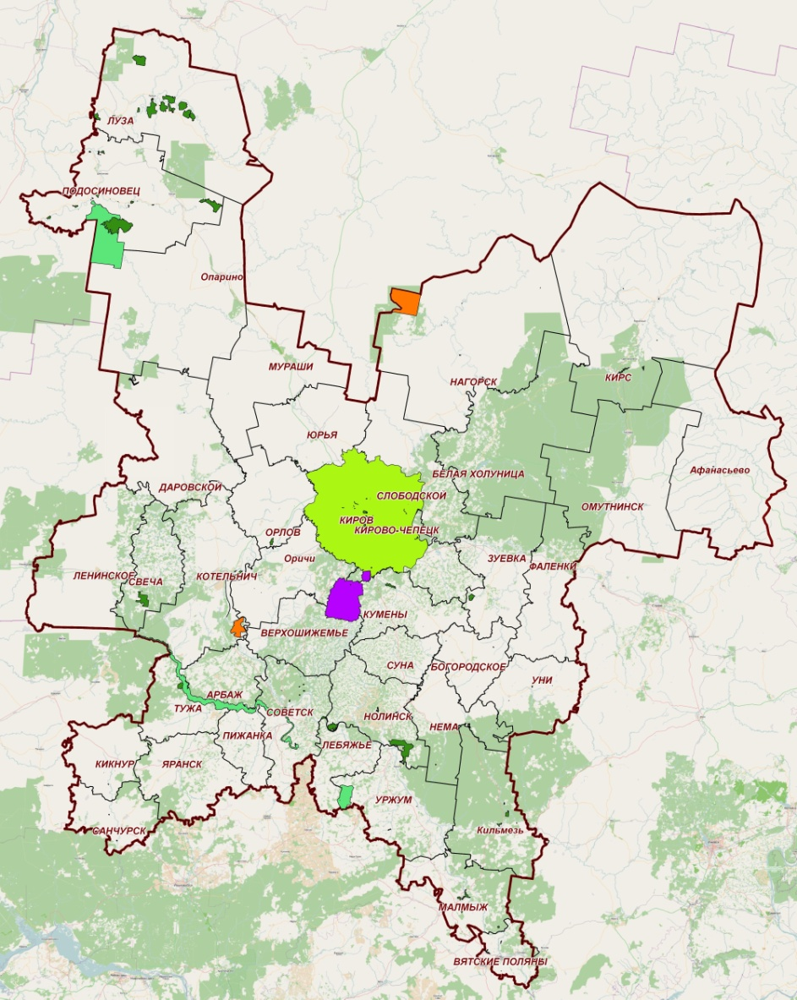 ЛУЗА
ПОДОСИНОВЕЦ
Опарино
МУРАШИ
НАГОРСК
КИРС
ЮРЬЯ
Афанасьево
БЕЛАЯ ХОЛУНИЦА
ДАРОВСКОЙ
СЛОБОДСКОЙ
ОМУТНИНСК
КИРОВ
КИРОВО-ЧЕПЕЦК
ОРЛОВ
Оричи
ЗУЕВКА
ФАЛЕНКИ
ЛЕНИНСКОЕ
СВЕЧА
КОТЕЛЬНИЧ
КУМЕНЫ
ВЕРХОШИЖЕМЬЕ
СУНА
БОГОРОДСКОЕ
УНИ
АРБАЖ
ТУЖА
СОВЕТСК
НОЛИНСК
НЕМА
ПИЖАНКА
ЛЕБЯЖЬЕ
КИКНУР
ЯРАНСК
УРЖУМ
САНЧУРСК
Кильмезь
МАЛМЫЖ
ВЯТСКИЕ ПОЛЯНЫ